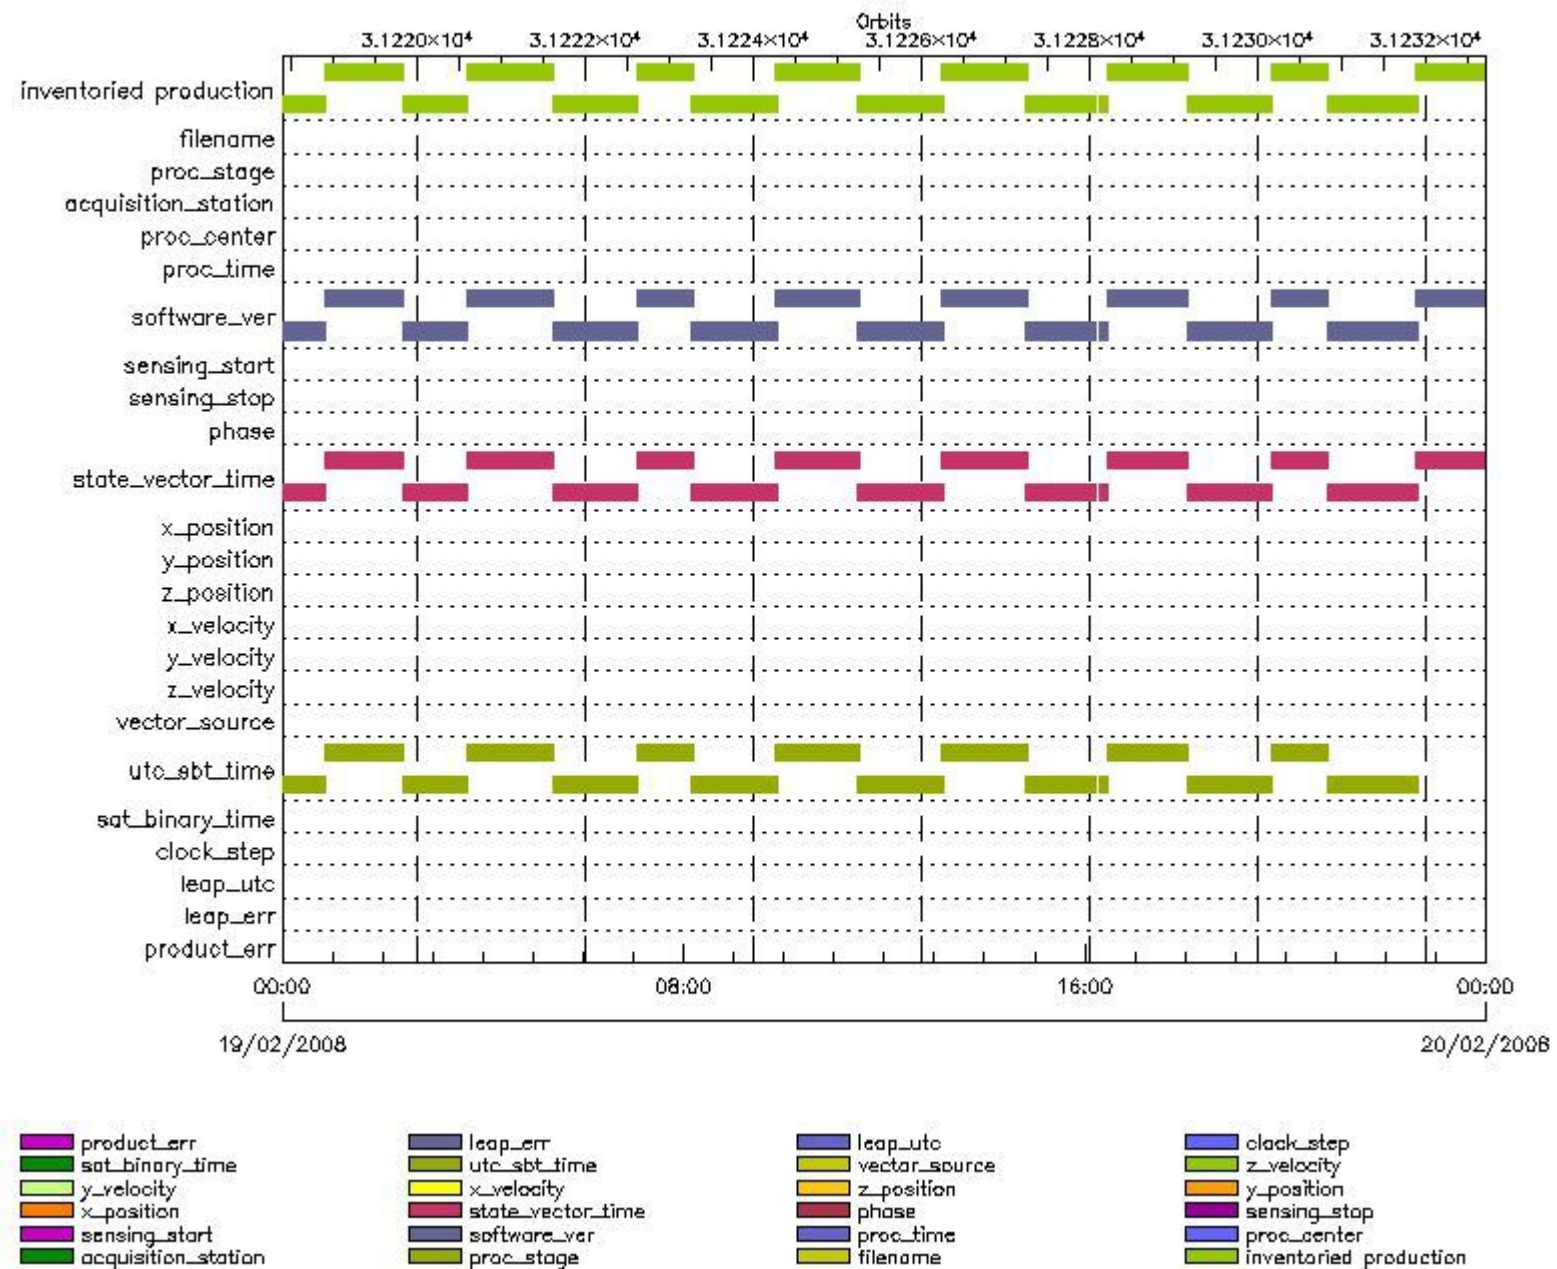 Orbits
3.1220×10⁴ 3.1222×10⁴ 3.1224×10⁴ 3.1226×10⁴ 3.1228×10⁴ 3.1230×10⁴ 3.1232×10⁴
inventoried production
filename
proc_stage
acquisition_station
proc_center
proc_time
software_ver
sensing_start
sensing_stop
phase
state_vector_time
x_position
y_position
z_position
x_velocity
y_velocity
z_velocity
vector_source
utc_sbt_time
sat_binary_time
clock_step
leap_utc
leap_err
product_err
00:00 08:00 16:00 00:00
19/02/2008 20/02/2008
product_err leap_err leap_utc clock_step
sat_binary_time utc_sbt_time vector_source z_velocity
y_velocity x_velocity z_position y_position
x_position state_vector_time phase sensing_stop
sensing_start software_ver proc_time proc_center
acquisition_station proc_stage filename inventoried production